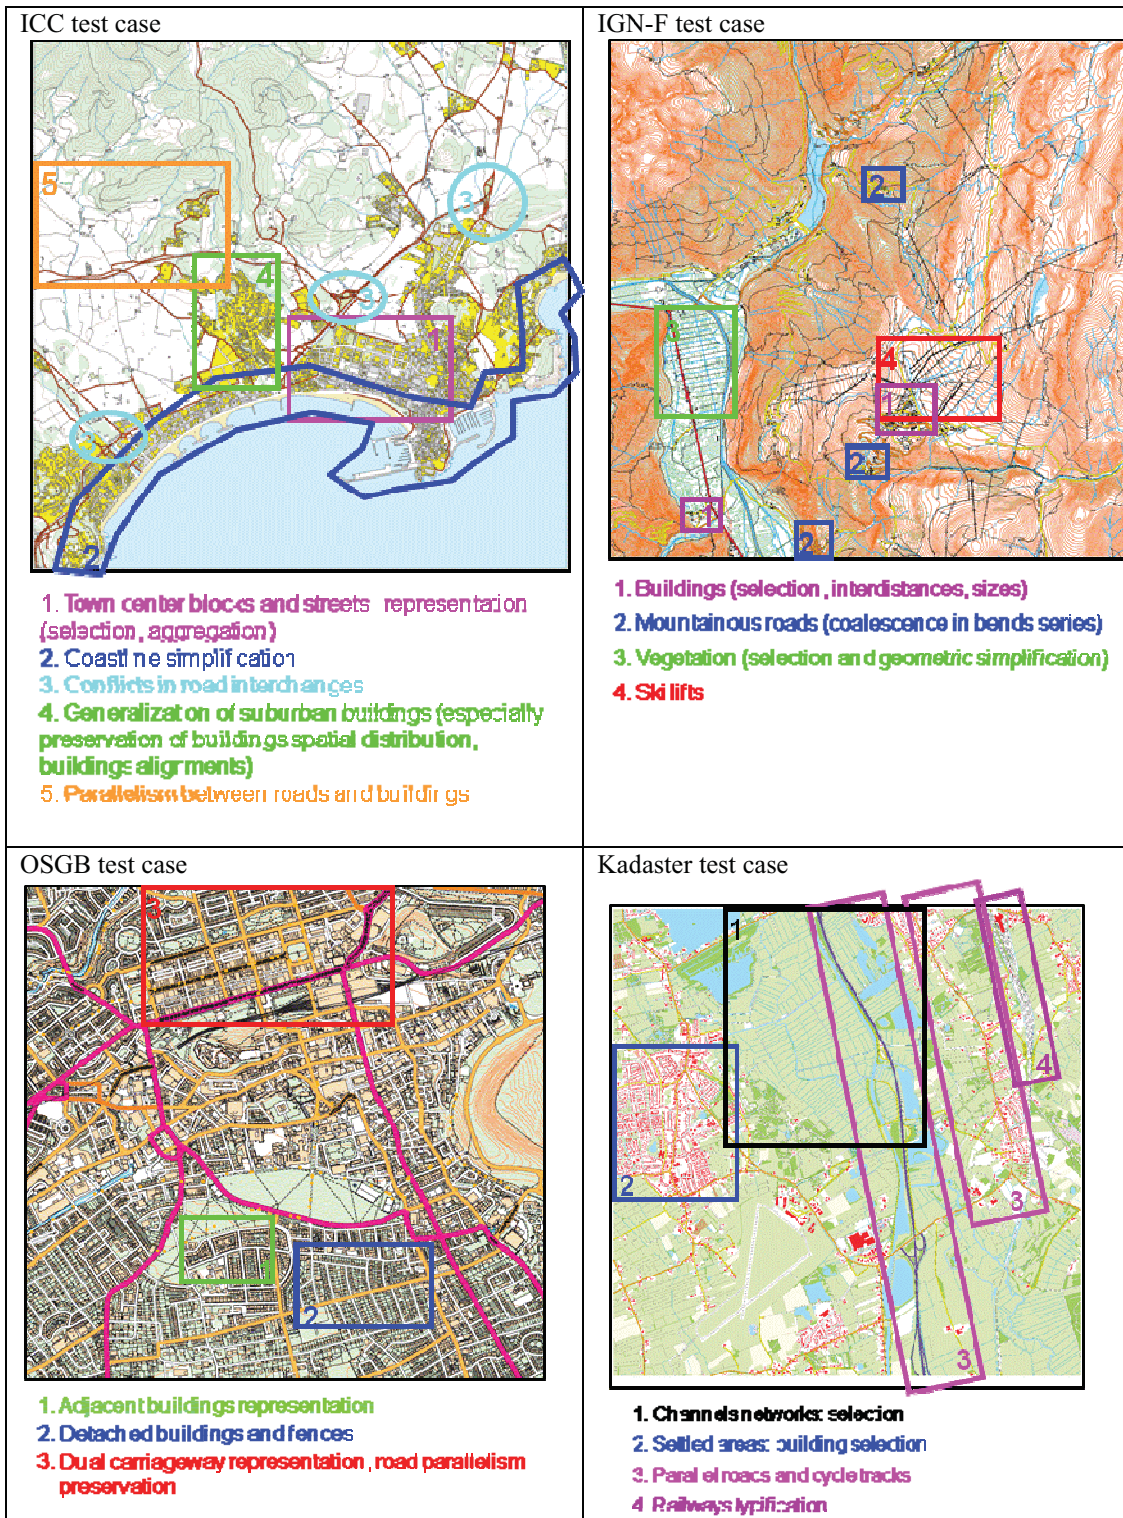 ICC test case
5
3
4
3
1
3
2
1. Town center blocks and streets representation
(selection, aggregation)
2. Coastline simplification
3. Conflicts in road interchanges
4. Generalization of suburban buildings (especially
preservation of buildings spatial distribution,
buildings alignments)
5. Parallelism between roads and buildings
IGN-F test case
2
3
4
1
2
1
2
1. Buildings (selection, interdistances, sizes)
2. Mountainous roads (coalescence in bends series)
3. Vegetation (selection and geometric simplification)
4. Ski lifts
OSGB test case
3
2
1. Adjacent buildings representation
2. Detached buildings and fences
3. Dual carriageway representation, road parallelism
preservation
Kadaster test case
1
4
2
3
3
1. Channels networks: selection
2. Settled areas: building selection
3. Parallel roads and cycle tracks
4. Railways typification